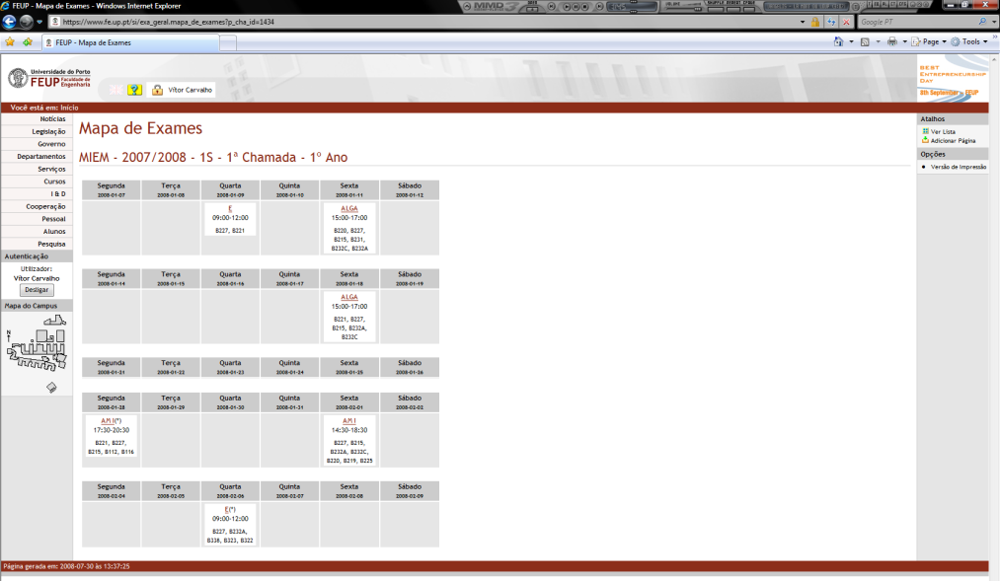 FEUP - Mapa de Exames - Windows Internet Explorer
https://www.fe.up.pt/si/exa_geral.mapa_de_exames?p_cha_id=1434
Google PT
FEUP - Mapa de Exames
Page
Tools
Universidade do Porto
FEUP Faculdade de Engenharia
Vítor Carvalho
BEST
ENTREPRENEURSHIP
DAY
8th September - FEUP
Você está em: Início
Notícias
Legislação
Governo
Departamentos
Serviços
Cursos
I & D
Cooperação
Pessoal
Alunos
Pesquisa
Autenticação
Utilizador:
Vítor Carvalho
Desligar
Mapa do Campus
N
Mapa de Exames
MIEM - 2007/2008 - 1S - 1ª Chamada - 1º Ano
Segunda Terça Quarta Quinta Sexta Sábado
2008-01-07 2008-01-08 2008-01-09 2008-01-10 2008-01-11 2008-01-12
E
09:00-12:00
B227, B221
ALGA
15:00-17:00
B220, B227,
B215, B231,
B232C, B232A
Segunda Terça Quarta Quinta Sexta Sábado
2008-01-14 2008-01-15 2008-01-16 2008-01-17 2008-01-18 2008-01-19
ALGA
15:00-17:00
B221, B227,
B215, B232A,
B232C
Segunda Terça Quarta Quinta Sexta Sábado
2008-01-21 2008-01-22 2008-01-23 2008-01-24 2008-01-25 2008-01-26
Segunda Terça Quarta Quinta Sexta Sábado
2008-01-28 2008-01-29 2008-01-30 2008-01-31 2008-02-01 2008-02-02
AM I(*)
17:30-20:30
B221, B227,
B215, B112, B116
AM I
14:30-18:30
B227, B215,
B232A, B232C,
B220, B219, B225
Segunda Terça Quarta Quinta Sexta Sábado
2008-02-04 2008-02-05 2008-02-06 2008-02-07 2008-02-08 2008-02-09
E(*)
09:00-12:00
B227, B232A,
B338, B323, B322
Atalhos
Ver Lista
Adicionar Página
Opções
Versão de Impressão
Página gerada em: 2008-07-30 às 13:37:25